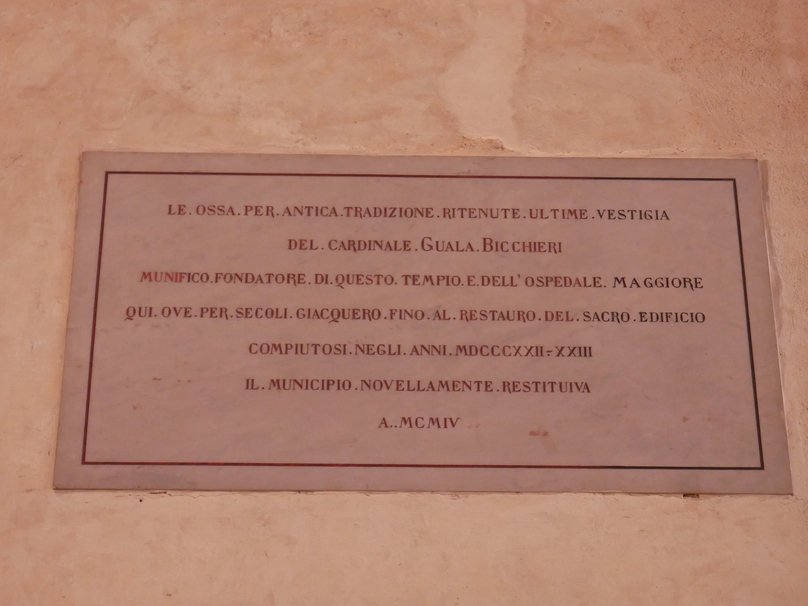 LE.OSSA.PER.ANTICA.TRADIZIONE.RITENUTE.ULTIME.VESTIGIA
DEL.CARDINALE.GUALA.BICCHIERI
MUNIFICO.FONDATORE.DI.QUESTO.TEMPIO.E.DELL'OSPEDALE.MAGGIORE
QUI.OVE.PER.SECOLI.GIACQUERO.FINO.AL.RESTAURO.DEL.SACRO.EDIFICIO
COMPIUTOSI.NEGLI.ANNI.MDCCCXXII-XXIII
IL.MUNICIPIO.NOVELLAMENTE.RESTITUIVA
A..MCMIV